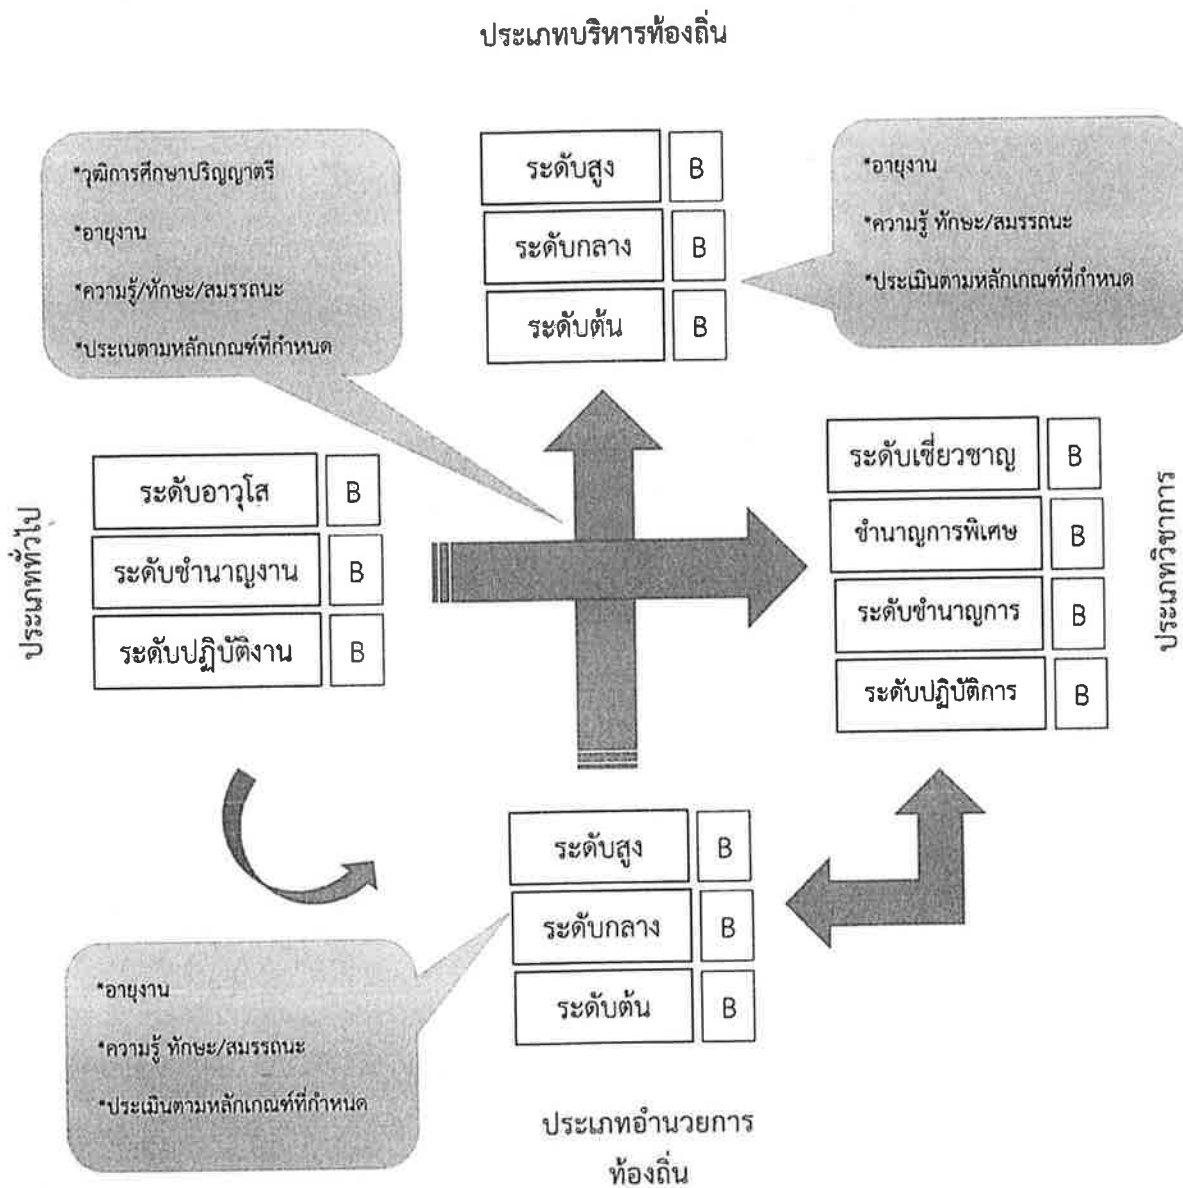 ประเภทบริหารท้องถิ่น
*วุฒิการศึกษาปริญญาตรี
*อายุงาน
*ความรู้/ทักษะ/สมรรถนะ
*ประเนตามหลักเกณฑ์ที่กำหนด
ระดับสูง B
ระดับกลาง B
ระดับต้น B
*อายุงาน
*ความรู้ ทักษะ/สมรรถนะ
*ประเมินตามหลักเกณฑ์ที่กำหนด
ประเภททั่วไป
ระดับอาวุโส B
ระดับชำนาญงาน B
ระดับปฏิบัติงาน B
ระดับเชี่ยวชาญ B
ชำนาญการพิเศษ B
ระดับชำนาญการ B
ระดับปฏิบัติการ B
ประเภทวิชาการ
ระดับสูง B
ระดับกลาง B
ระดับต้น B
*อายุงาน
*ความรู้ ทักษะ/สมรรถนะ
*ประเมินตามหลักเกณฑ์ที่กำหนด
ประเภทอำนวยการ
ท้องถิ่น